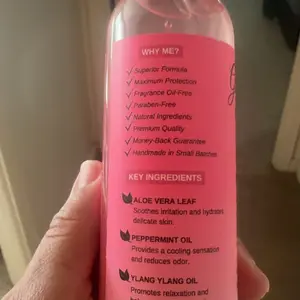 WHY ME?
✓ Superior Formula
✓ Maximum Protection
✓ Fragrance Oil-Free
✓ Paraben-Free
✓ Natural Ingredients
✓ Premium Quality
✓ Money-Back Guarantee
✓ Handmade in Small Batches
KEY INGREDIENTS
ALOE VERA LEAF
Soothes irritation and hydrates
delicate skin.
PEPPERMINT OIL
Provides a cooling sensation
and reduces odor.
YLANG YLANG OIL
Promotes relaxation and